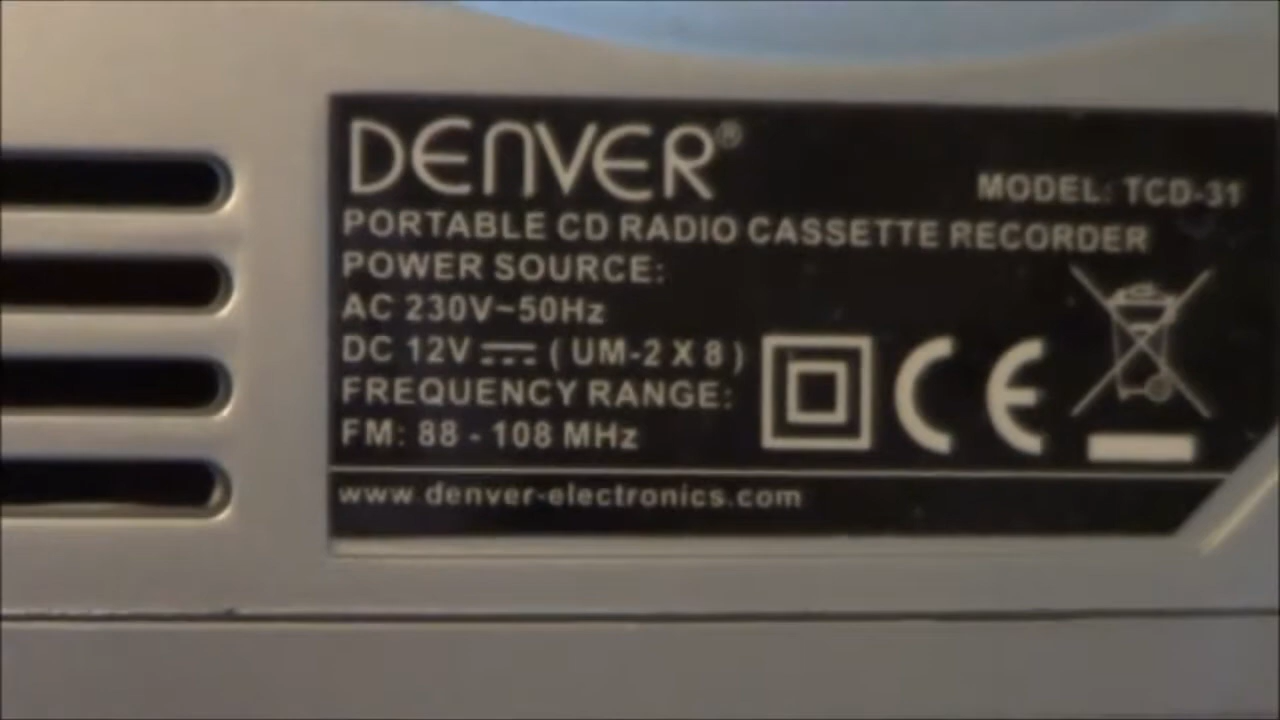 DENVER®
MODEL: TCD-31
PORTABLE CD RADIO CASSETTE RECORDER
POWER SOURCE:
AC 230V~50Hz
DC 12V ⎓ ( UM-2 X 8 )
FREQUENCY RANGE:
FM: 88 - 108 MHz
CE
www.denver-electronics.com